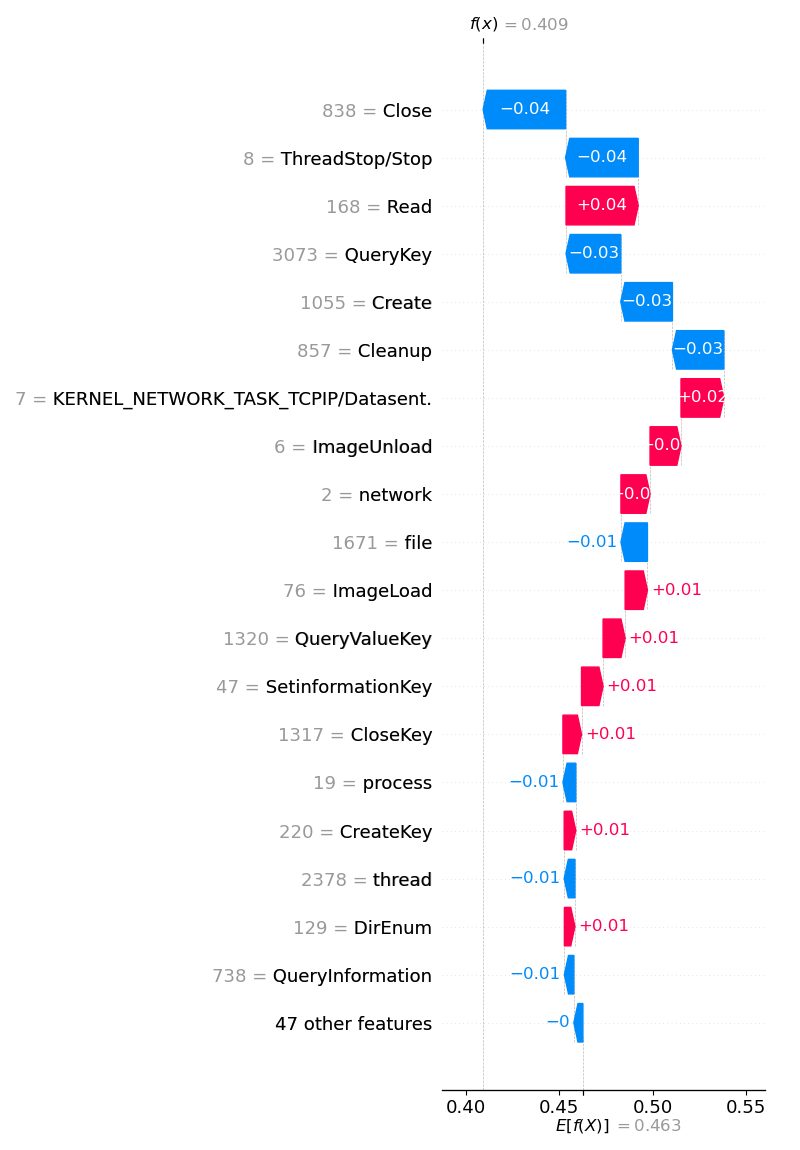 f(x) = 0.409
838 = Close
−0.04
8 = ThreadStop/Stop
−0.04
168 = Read
+0.04
3073 = QueryKey
−0.03
1055 = Create
−0.03
857 = Cleanup
−0.03
7 = KERNEL_NETWORK_TASK_TCPIP/Datasent.
+0.02
6 = ImageUnload
2 = network
1671 = file
−0.01
76 = ImageLoad
+0.01
1320 = QueryValueKey
+0.01
47 = SetinformationKey
+0.01
1317 = CloseKey
+0.01
19 = process
−0.01
220 = CreateKey
+0.01
2378 = thread
−0.01
129 = DirEnum
+0.01
738 = QueryInformation
−0.01
47 other features
−0
0.40 0.45 0.50 0.55
E[f(X)] = 0.463